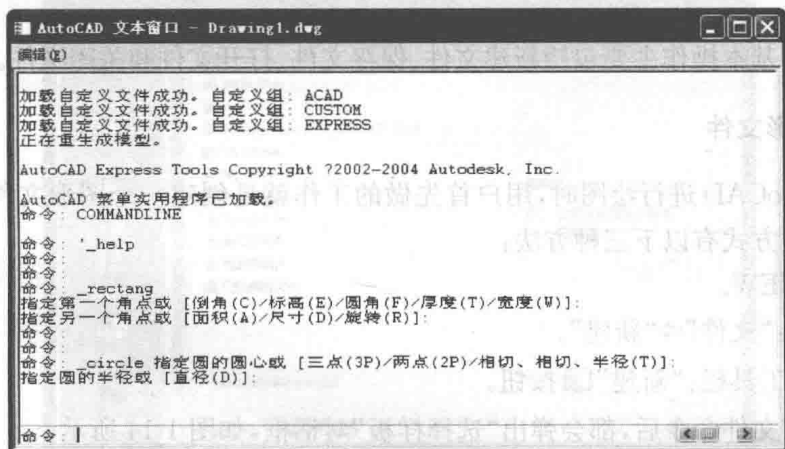 AutoCAD 文本窗口 - Drawing1.dwg
编辑(E)
加载自定义文件成功。自定义组: ACAD
加载自定义文件成功。自定义组: CUSTOM
加载自定义文件成功。自定义组: EXPRESS
正在重生成模型。
AutoCAD Express Tools Copyright ?2002-2004 Autodesk, Inc.
AutoCAD 菜单实用程序已加载。
命令: COMMANDLINE
命令: '_help
命令:
命令:
命令: _rectang
指定第一个角点或 [倒角(C)/标高(E)/圆角(F)/厚度(T)/宽度(W)]:
指定另一个角点或 [面积(A)/尺寸(D)/旋转(R)]:
命令:
命令:
命令: _circle 指定圆的圆心或 [三点(3P)/两点(2P)/相切、相切、半径(T)]:
指定圆的半径或 [直径(D)]:
命令: